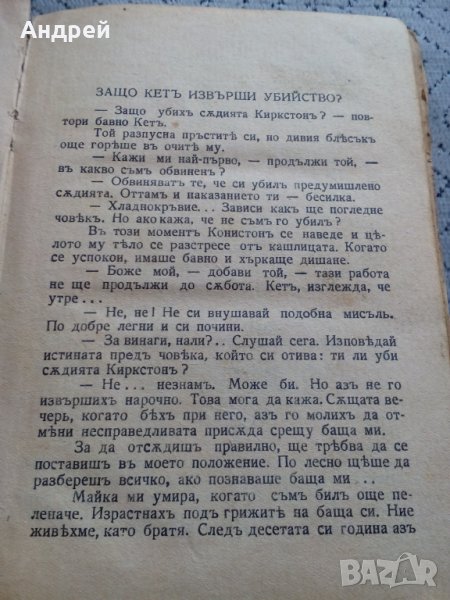 Андрей
ЗАЩО КЕТЪ ИЗВЪРШИ УБИЙСТВО?
— Защо убихъ сѫдията Киркстонъ? — пов-
тори бавно Кетъ.
Той разпусна пръститѣ си, но дивия блѣсъкъ
още горѣше въ очитѣ му.
— Кажи ми най-първо, — продължи той, —
въ какво съмъ обвиненъ?
— Обвиняватъ те, че си убилъ предумишлено
сѫдията. Оттамъ и наказанието ти — бесилка.
— Хладнокръвие... Зависи какъ ще погледне
човѣкъ. Но ако кажа, че не съмъ го убилъ?
Въ този моментъ Конистонъ се наведе и цѣ-
лото му тѣло се разстресе отъ кашлицата. Когато
се успокои, имаше бавно и хъркаще дишане.
— Боже мой, — добави той, — тази работа
не ще продължи до сѫбота. Кетъ, изглежда, че
утре...
— Не, не! Не си внушавай подобна мисъль.
По добре легни и си почини.
— За винаги, нали?.. Слушай сега. Изповѣдай
истината предъ човѣка, който си отива: ти ли уби
сѫдията Киркстонъ?
— Не... незнамъ. Може би. Но азъ не го
извършихъ нарочно. Това мога да кажа. Сѫщата ве-
черь, когато бѣхъ при него, азъ го молихъ да от-
мѣни несправедливата присѫда срещу баща ми.
За да отсѫдишъ правилно, ще трѣбва да се
поставишъ въ моето положение. По лесно щѣше да
разберешъ всичко, ако познаваше баща ми...
Майка ми умира, когато съмъ билъ още пе-
леначе. Израстнахъ подъ грижитѣ на баща си. Ние
живѣхме, като братя. Следъ десетата си година азъ
BAZAR